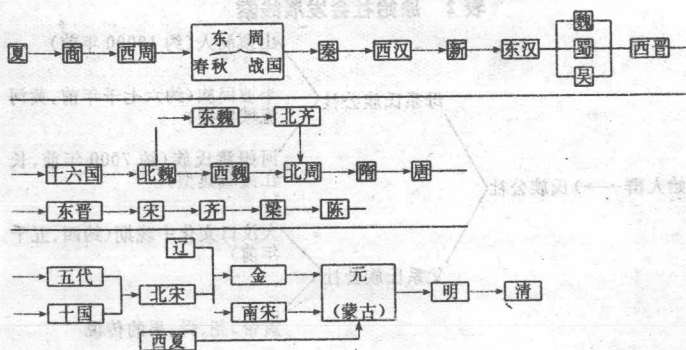 东 周
夏 商 西周 春秋 战国 秦 西汉 新 东汉 魏 蜀 吴 西晋
东魏 北齐
十六国 北魏 西魏 北周 隋 唐
东晋 宋 齐 梁 陈
辽
五代 金 元
北宋 明 清
十国 南宋 (蒙古)
西夏